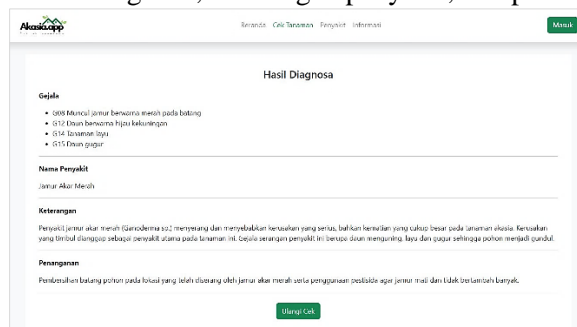 Akasia.app
Beranda Cek Tanaman Penyakit Informasi
Masuk
Hasil Diagnosa
Gejala
G08 Muncul jamur berwarna merah pada batang
G12 Daun berwarna hijau kekuningan
G14 Tanaman layu
G15 Daun gugur
Nama Penyakit
Jamur Akar Merah
Keterangan
Penyakit jamur akar merah (Ganoderma sp.) menyerang dan menyebabkan kerusakan yang serius, bahkan kematian yang cukup besar pada tanaman akasia. Kerusakan
yang timbul dianggap sebagai penyakit utama pada tanaman ini. Gejala serangan penyakit ini berupa daun menguning, layu dan gugur sehingga pohon menjadi gundul.
Penanganan
Pembersihan batang pohon pada lokasi yang telah diserang oleh jamur akar merah serta penggunaan pestisida agar jamur mati dan tidak bertambah banyak.
Ulangi Cek